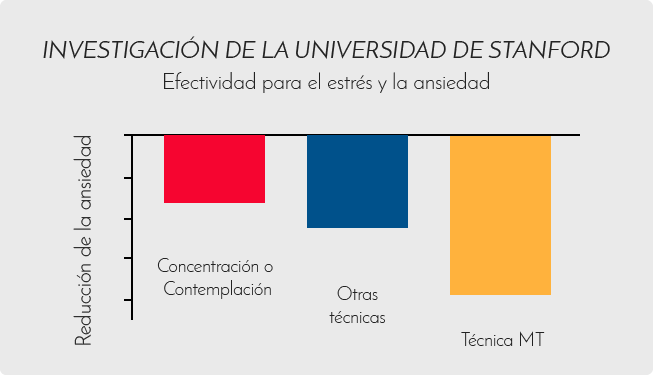 INVESTIGACIÓN DE LA UNIVERSIDAD DE STANFORD
Efectividad para el estrés y la ansiedad
Reducción de la ansiedad
Concentración o
Contemplación
Otras
técnicas
Técnica MT